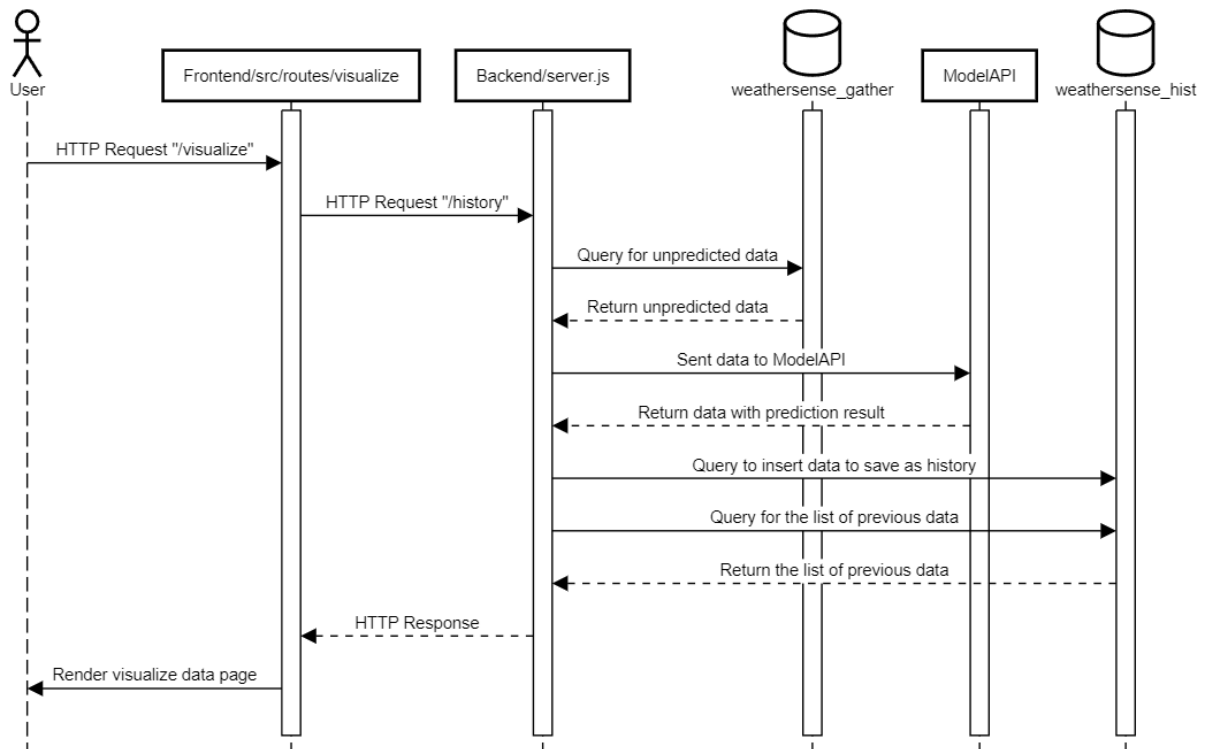 User
Frontend/src/routes/visualize
Backend/server.js
weathersense_gather
ModelAPI
weathersense_hist
HTTP Request "/visualize"
HTTP Request "/history"
Query for unpredicted data
Return unpredicted data
Sent data to ModelAPI
Return data with prediction result
Query to insert data to save as history
Query for the list of previous data
Return the list of previous data
HTTP Response
Render visualize data page